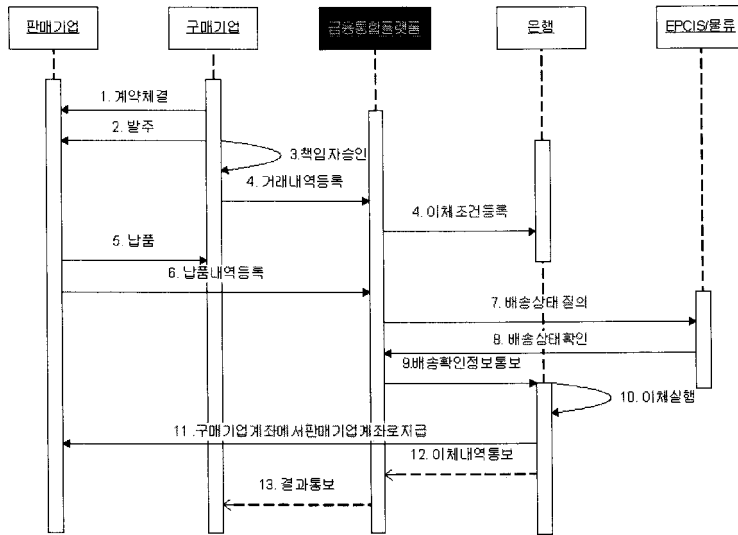 판매기업
구매기업
금융통합플랫폼
은행
EPCIS/물류
1. 계약체결
2. 발주
3.책임자승인
4. 거래내역등록
4. 이체조건등록
5. 납품
6. 납품내역등록
7. 배송상태 질의
8. 배송상태확인
9.배송확인정보통보
10. 이체실행
11 .구매기업계좌에서판매기업계좌로지급
12. 이체내역통보
13. 결과통보